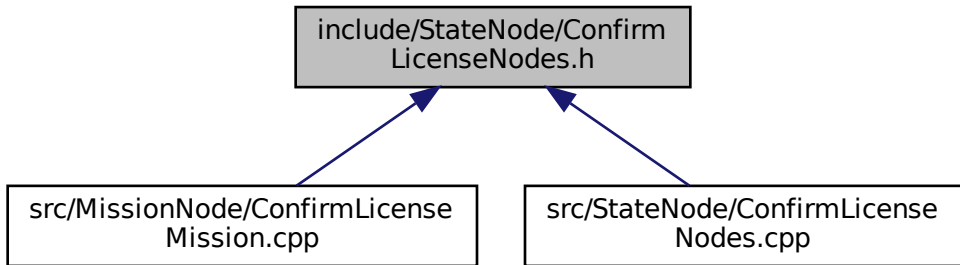 include/StateNode/Confirm
LicenseNodes.h
src/MissionNode/ConfirmLicense
Mission.cpp
src/StateNode/ConfirmLicense
Nodes.cpp